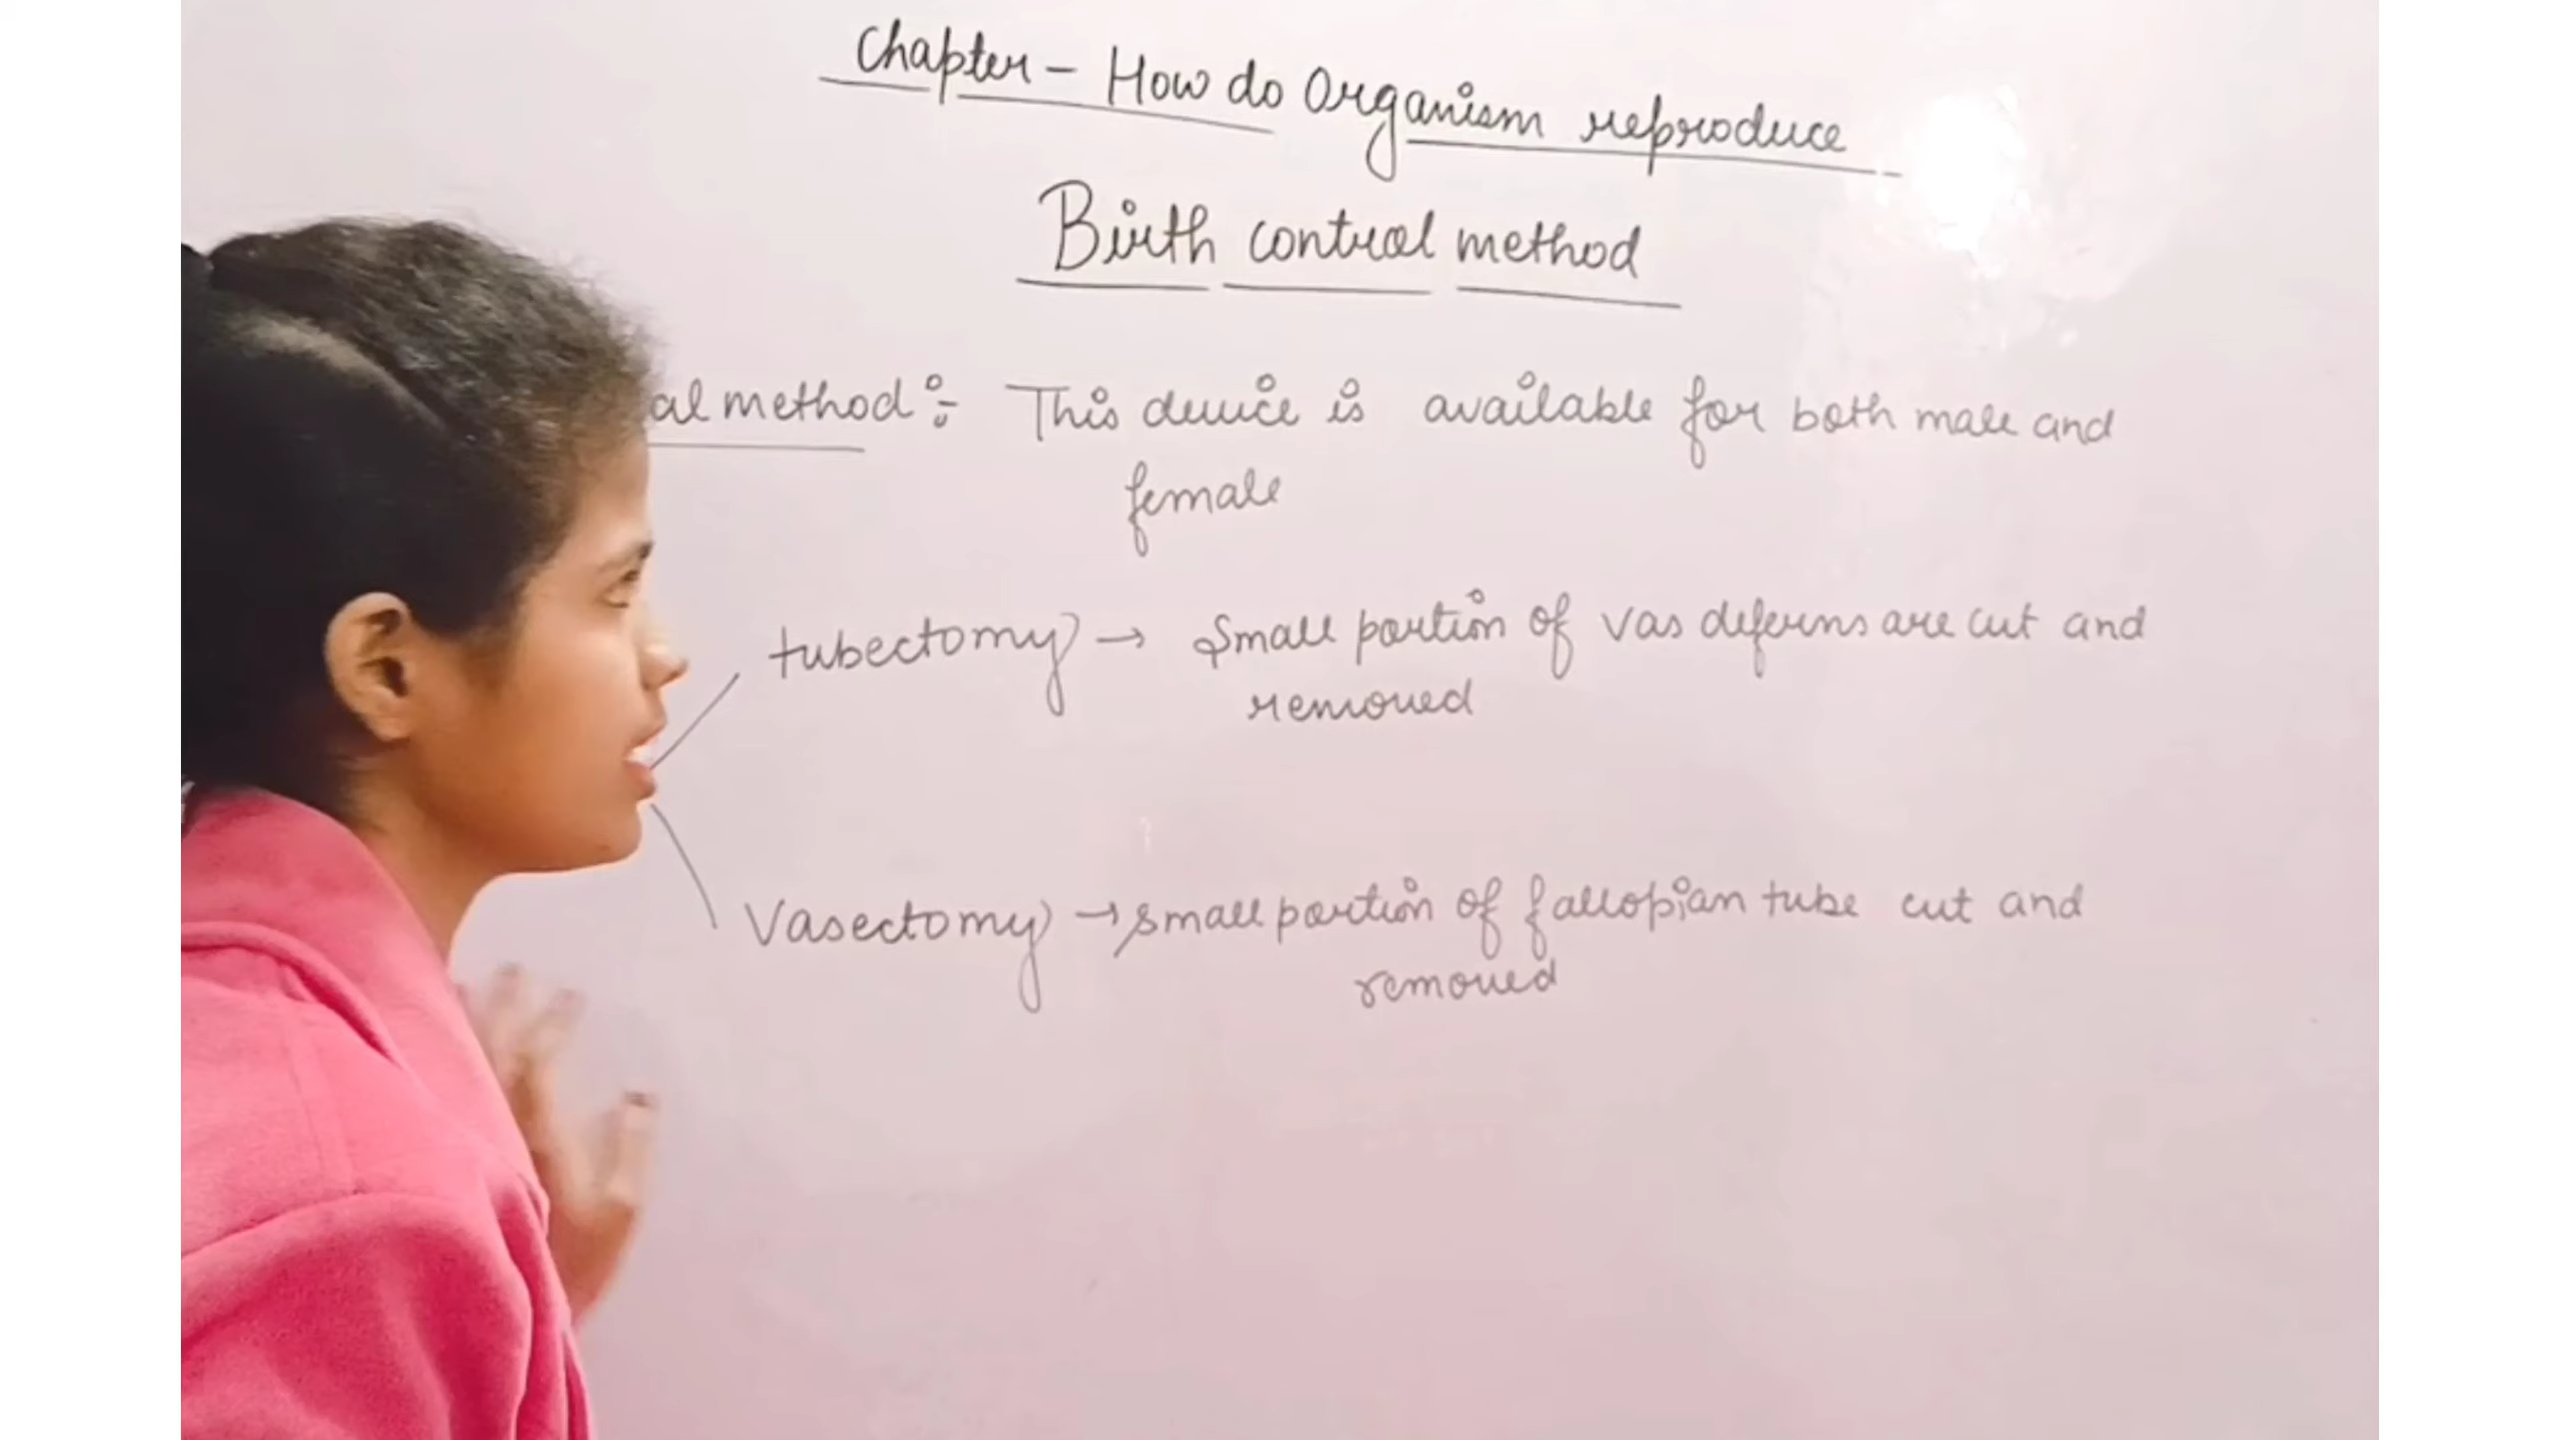 Chapter - How do Organism reproduce
Birth control method
al method :- This device is available for both male and
female
tubectomy → Small portion of vas deferns are cut and
removed
Vasectomy → small portion of fallopian tube cut and
removed